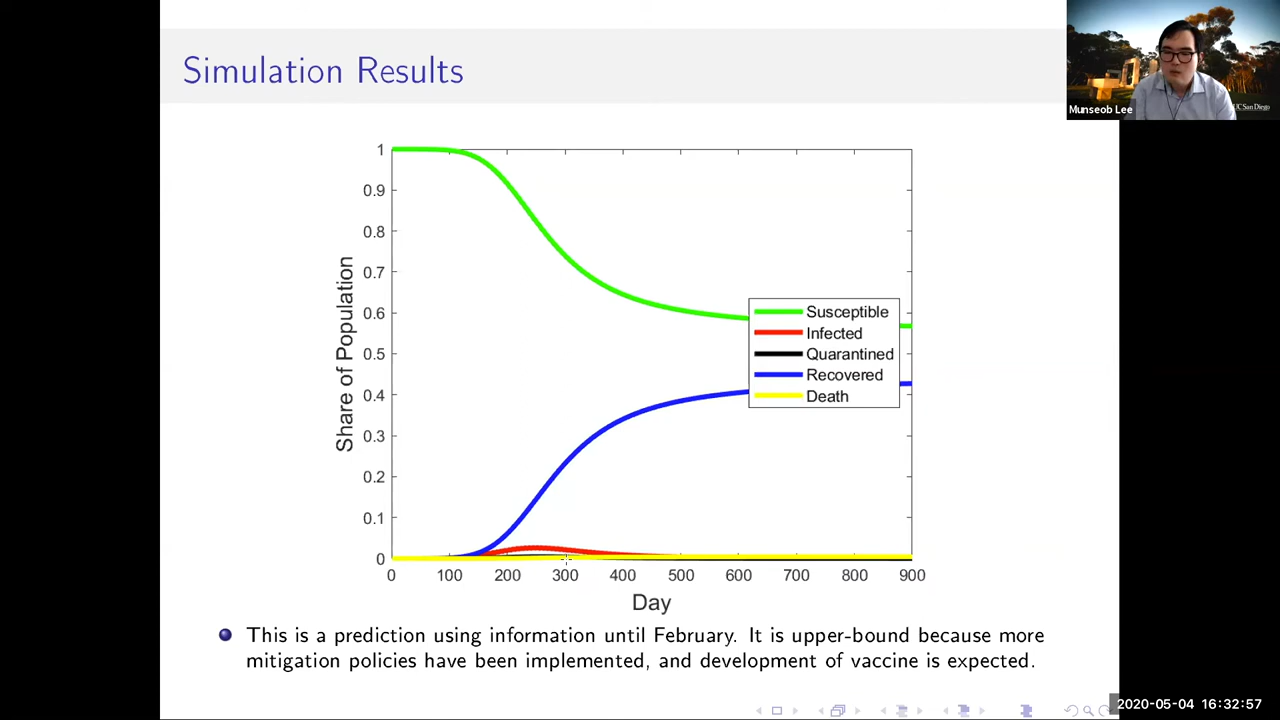 Simulation Results
Munseob Lee
UC San Diego
1
0.9
0.8
0.7
0.6
0.5
0.4
0.3
0.2
0.1
0
Share of Population
Susceptible
Infected
Quarantined
Recovered
Death
0 100 200 300 400 500 600 700 800 900
Day
This is a prediction using information until February. It is upper-bound because more
mitigation policies have been implemented, and development of vaccine is expected.
2020-05-04 16:32:57